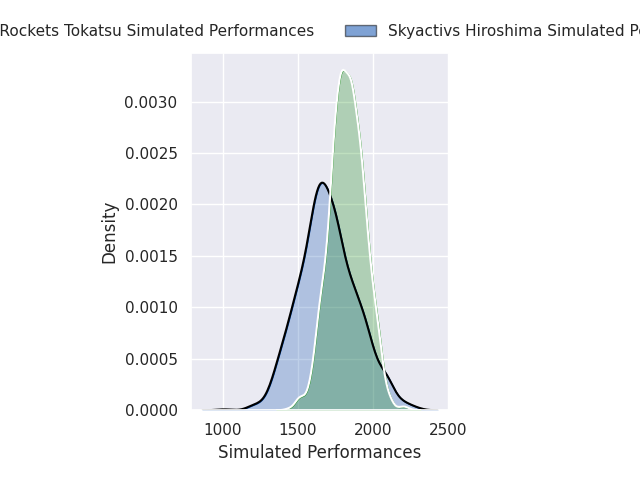 Rockets Tokatsu Simulated Performances
Skyactivs Hiroshima Simulated
0.0030
0.0025
0.0020
0.0015
0.0010
0.0005
0.0000
Density
1000 1500 2000 2500
Simulated Performances